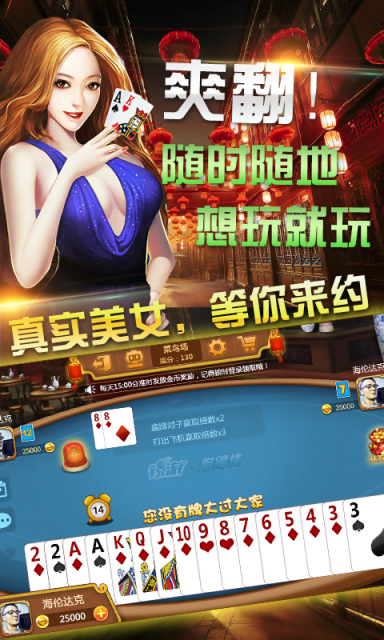 A
K
爽翻！
随时随地
想玩就玩
真实美女，等你来约
菜鸟场
底分：130
每天15:00分准时发放金币奖励，记得按时登录领取哦！
达克
12
25000
8 8
底牌对子赢取倍数x2
打出飞机赢取倍数x3
7
海伦达克
25000
14
您没有牌大过大家
2 2 A A K Q J 10 9 8 7 6 5 4 3 3
海伦达克
25000